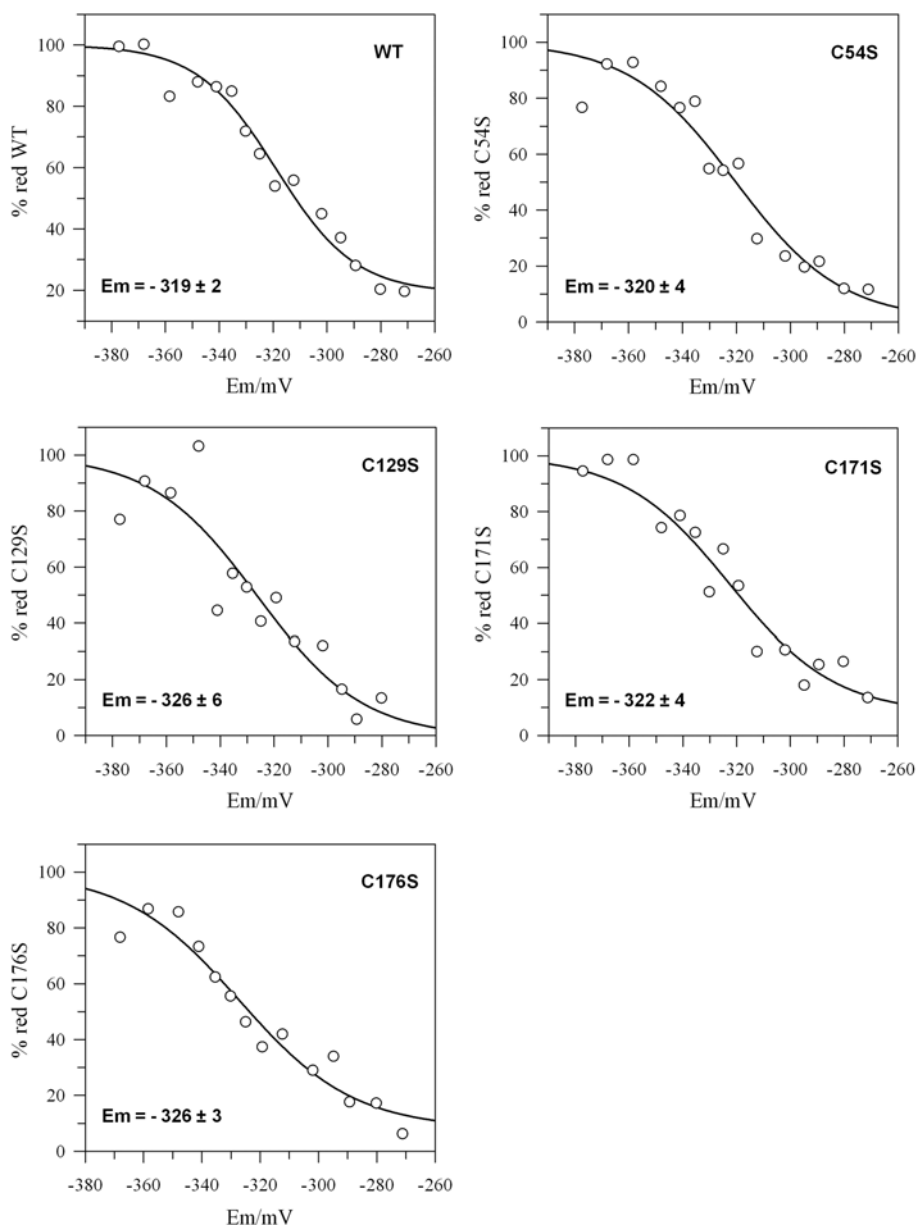 WT
% red WT
100
80
60
40
20
Em = - 319 ± 2
-380 -360 -340 -320 -300 -280 -260
Em/mV
C54S
% red C54S
100
80
60
40
20
0
Em = - 320 ± 4
-380 -360 -340 -320 -300 -280 -260
Em/mV
C129S
% red C129S
100
80
60
40
20
0
Em = - 326 ± 6
-380 -360 -340 -320 -300 -280 -260
Em/mV
C171S
% red C171S
100
80
60
40
20
0
Em = - 322 ± 4
-380 -360 -340 -320 -300 -280 -260
Em/mV
C176S
% red C176S
100
80
60
40
20
0
Em = - 326 ± 3
-380 -360 -340 -320 -300 -280 -260
Em/mV